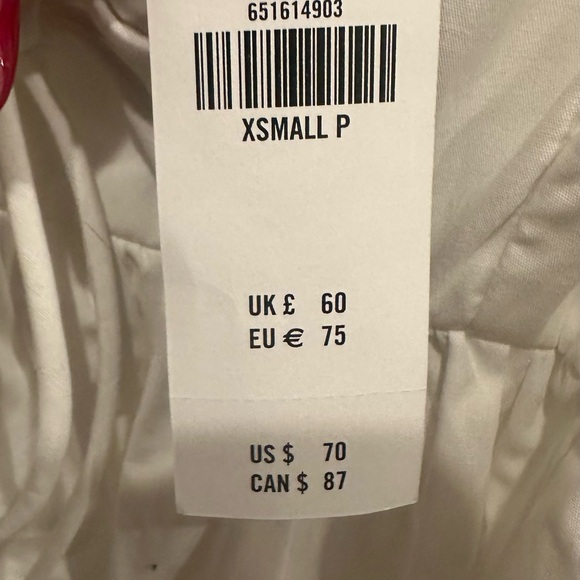 651614903
XSMALL P
UK £ 60
EU € 75
US $ 70
CAN $ 87